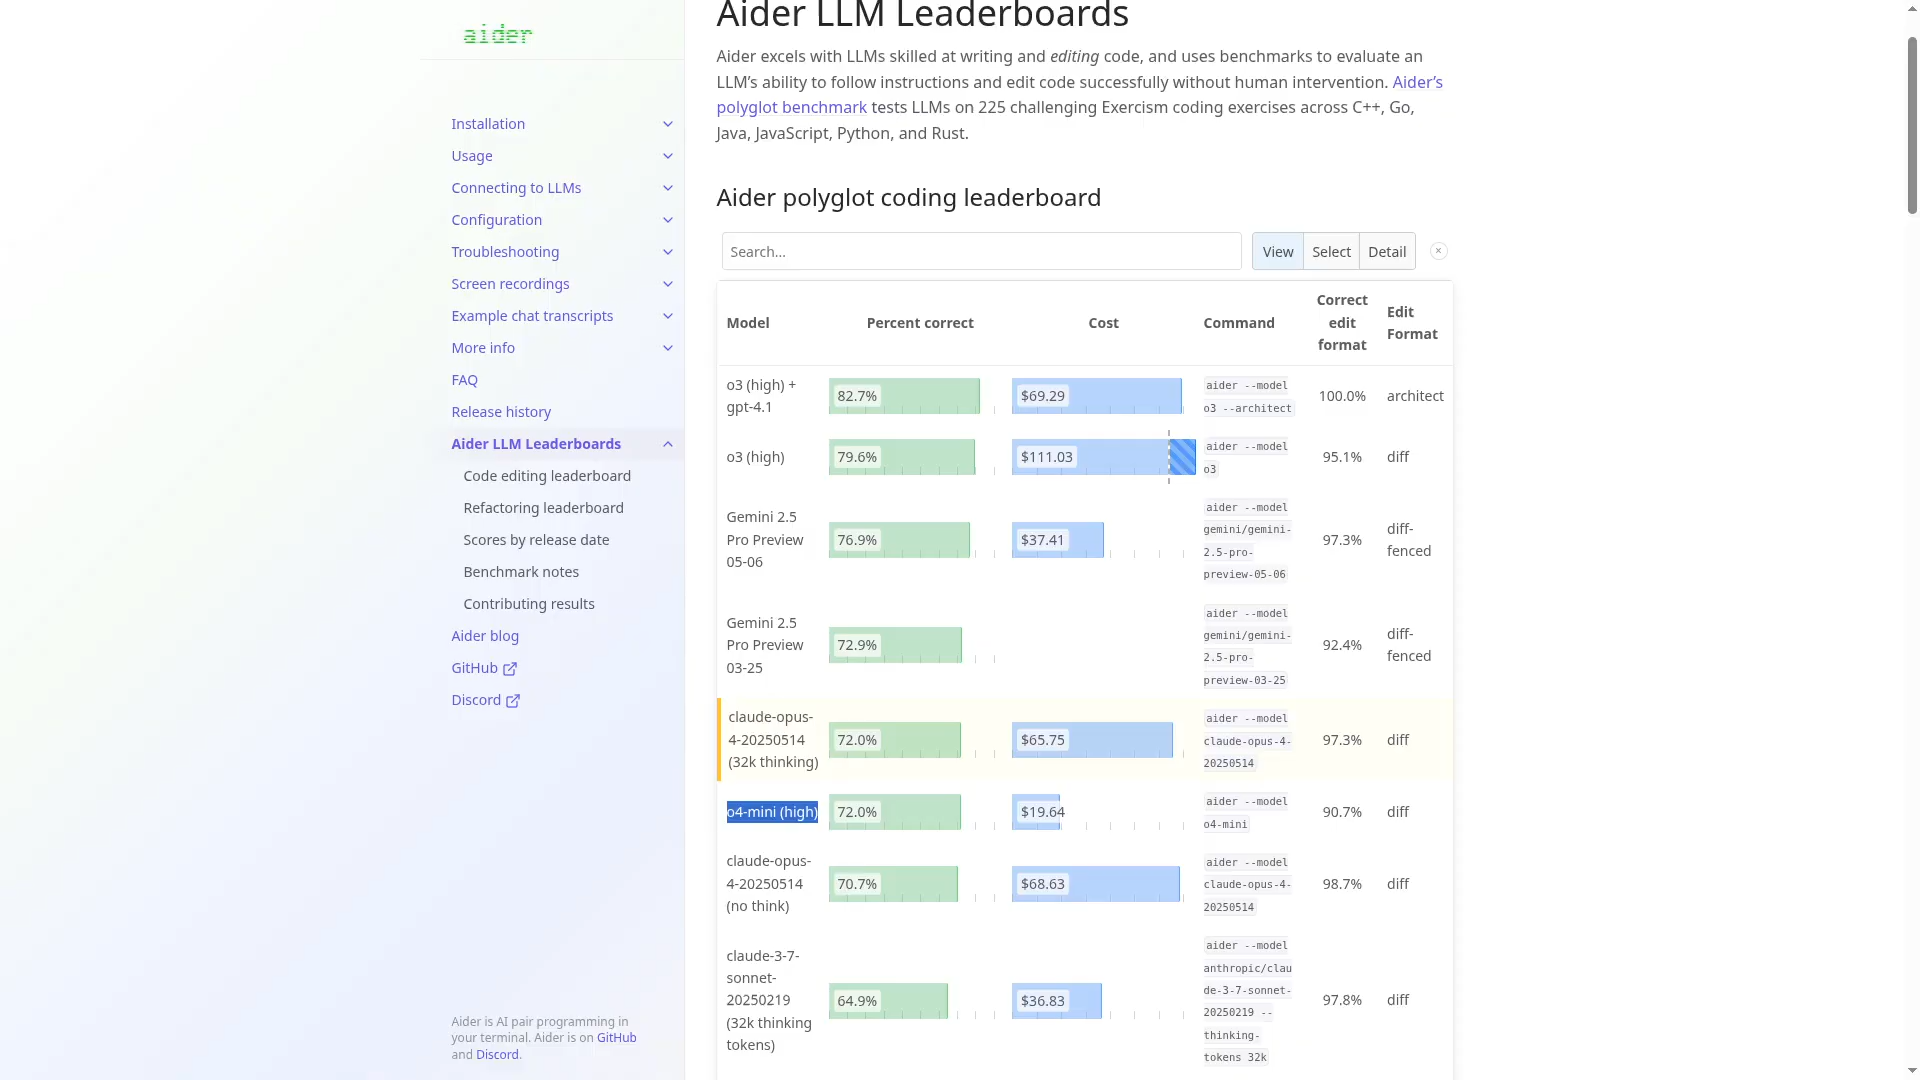 aider
Installation
Usage
Connecting to LLMs
Configuration
Troubleshooting
Screen recordings
Example chat transcripts
More info
FAQ
Release history
Aider LLM Leaderboards
Code editing leaderboard
Refactoring leaderboard
Scores by release date
Benchmark notes
Contributing results
Aider blog
GitHub
Discord
Aider is AI pair programming in
your terminal. Aider is on GitHub
and Discord.
Aider LLM Leaderboards
Aider excels with LLMs skilled at writing and editing code, and uses benchmarks to evaluate an
LLM’s ability to follow instructions and edit code successfully without human intervention. Aider’s
polyglot benchmark tests LLMs on 225 challenging Exercism coding exercises across C++, Go,
Java, JavaScript, Python, and Rust.
Aider polyglot coding leaderboard
Search...
View Select Detail ×
Model
Percent correct
Cost
Command
Correct
edit
format
Edit
Format
o3 (high) +
gpt-4.1
82.7%
$69.29
aider --model
o3 --architect
100.0%
architect
o3 (high)
79.6%
$111.03
aider --model
o3
95.1%
diff
Gemini 2.5
Pro Preview
05-06
76.9%
$37.41
aider --model
gemini/gemini-
2.5-pro-
preview-05-06
97.3%
diff-
fenced
Gemini 2.5
Pro Preview
03-25
72.9%
aider --model
gemini/gemini-
2.5-pro-
preview-03-25
92.4%
diff-
fenced
claude-opus-
4-20250514
(32k thinking)
72.0%
$65.75
aider --model
claude-opus-4-
20250514
97.3%
diff
o4-mini (high)
72.0%
$19.64
aider --model
o4-mini
90.7%
diff
claude-opus-
4-20250514
(no think)
70.7%
$68.63
aider --model
claude-opus-4-
20250514
98.7%
diff
claude-3-7-
sonnet-
20250219
(32k thinking
tokens)
64.9%
$36.83
aider --model
anthropic/clau
de-3-7-sonnet-
20250219 --
thinking-
tokens 32k
97.8%
diff